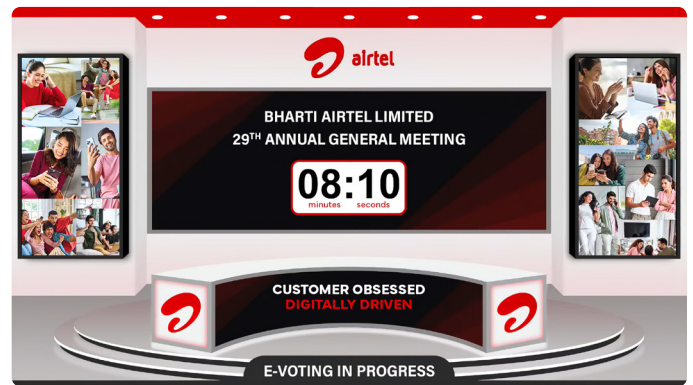 airtel
BHARTI AIRTEL LIMITED
29TH ANNUAL GENERAL MEETING
08:10
minutes seconds
CUSTOMER OBSESSED
DIGITALLY DRIVEN
E-VOTING IN PROGRESS